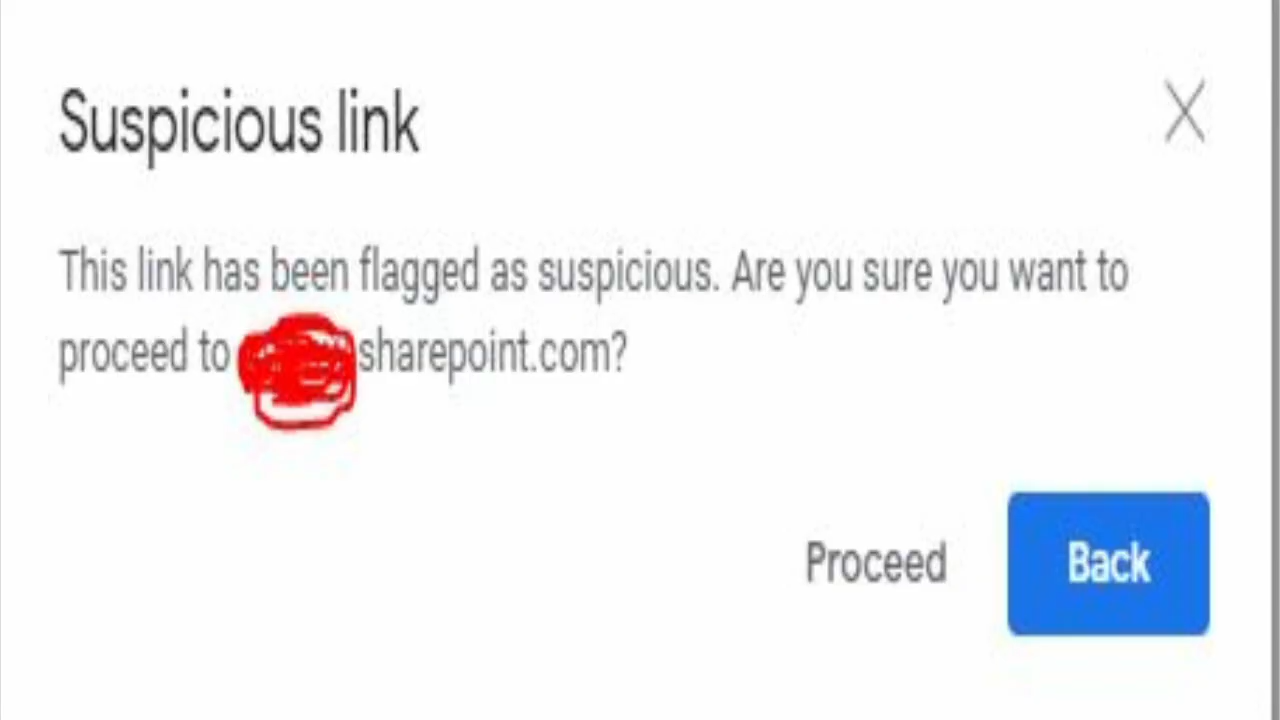 Suspicious link
This link has been flagged as suspicious. Are you sure you want to
proceed to sharepoint.com?
Proceed
Back